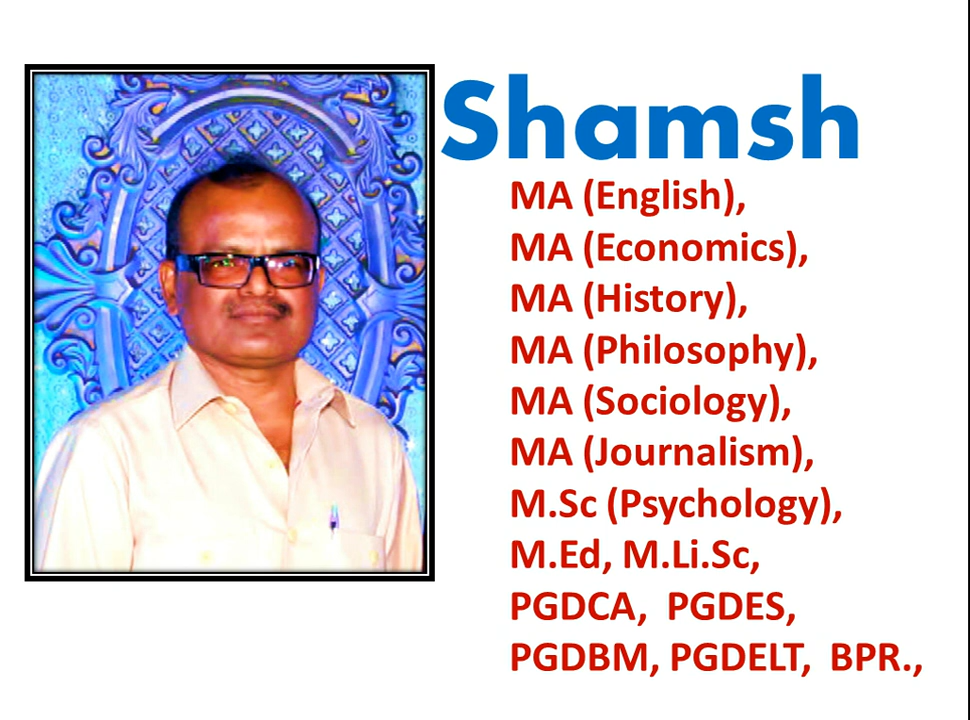 Shamsh
MA (English),
MA (Economics),
MA (History),
MA (Philosophy),
MA (Sociology),
MA (Journalism),
M.Sc (Psychology),
M.Ed, M.Li.Sc,
PGDCA, PGDES,
PGDBM, PGDELT, BPR.,